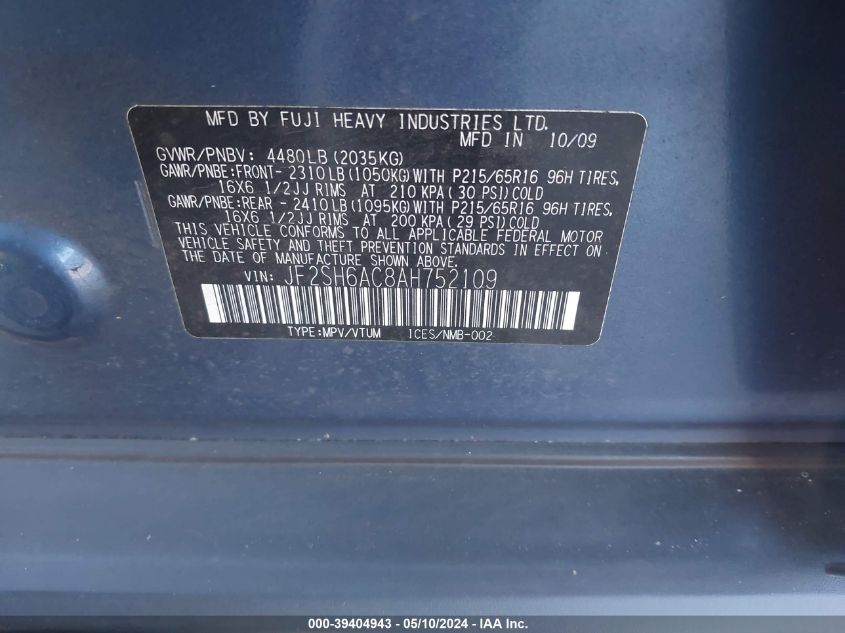 MFD BY FUJI HEAVY INDUSTRIES LTD.
MFD IN 10/09
GVWR/PNBV: 4480LB (2035KG)
GAWR/PNBE:FRONT- 2310LB (1050KG) WITH P215/65R16 96H TIRES,
16X6 1/2JJ RIMS AT 210 KPA (30 PSI) COLD
GAWR/PNBE:REAR - 2410LB (1095KG) WITH P215/65R16 96H TIRES,
16X6 1/2JJ RIMS AT 200 KPA (29 PSI) COLD
THIS VEHICLE CONFORMS TO ALL APPLICABLE FEDERAL MOTOR
VEHICLE SAFETY AND THEFT PREVENTION STANDARDS IN EFFECT ON
THE DATE OF MANUFACTURE SHOWN ABOVE.
VIN: JF2SH6AC8AH752109
TYPE:MPV/VTUM ICES/NMB-002
000-39404943 - 05/10/2024 - IAA Inc.